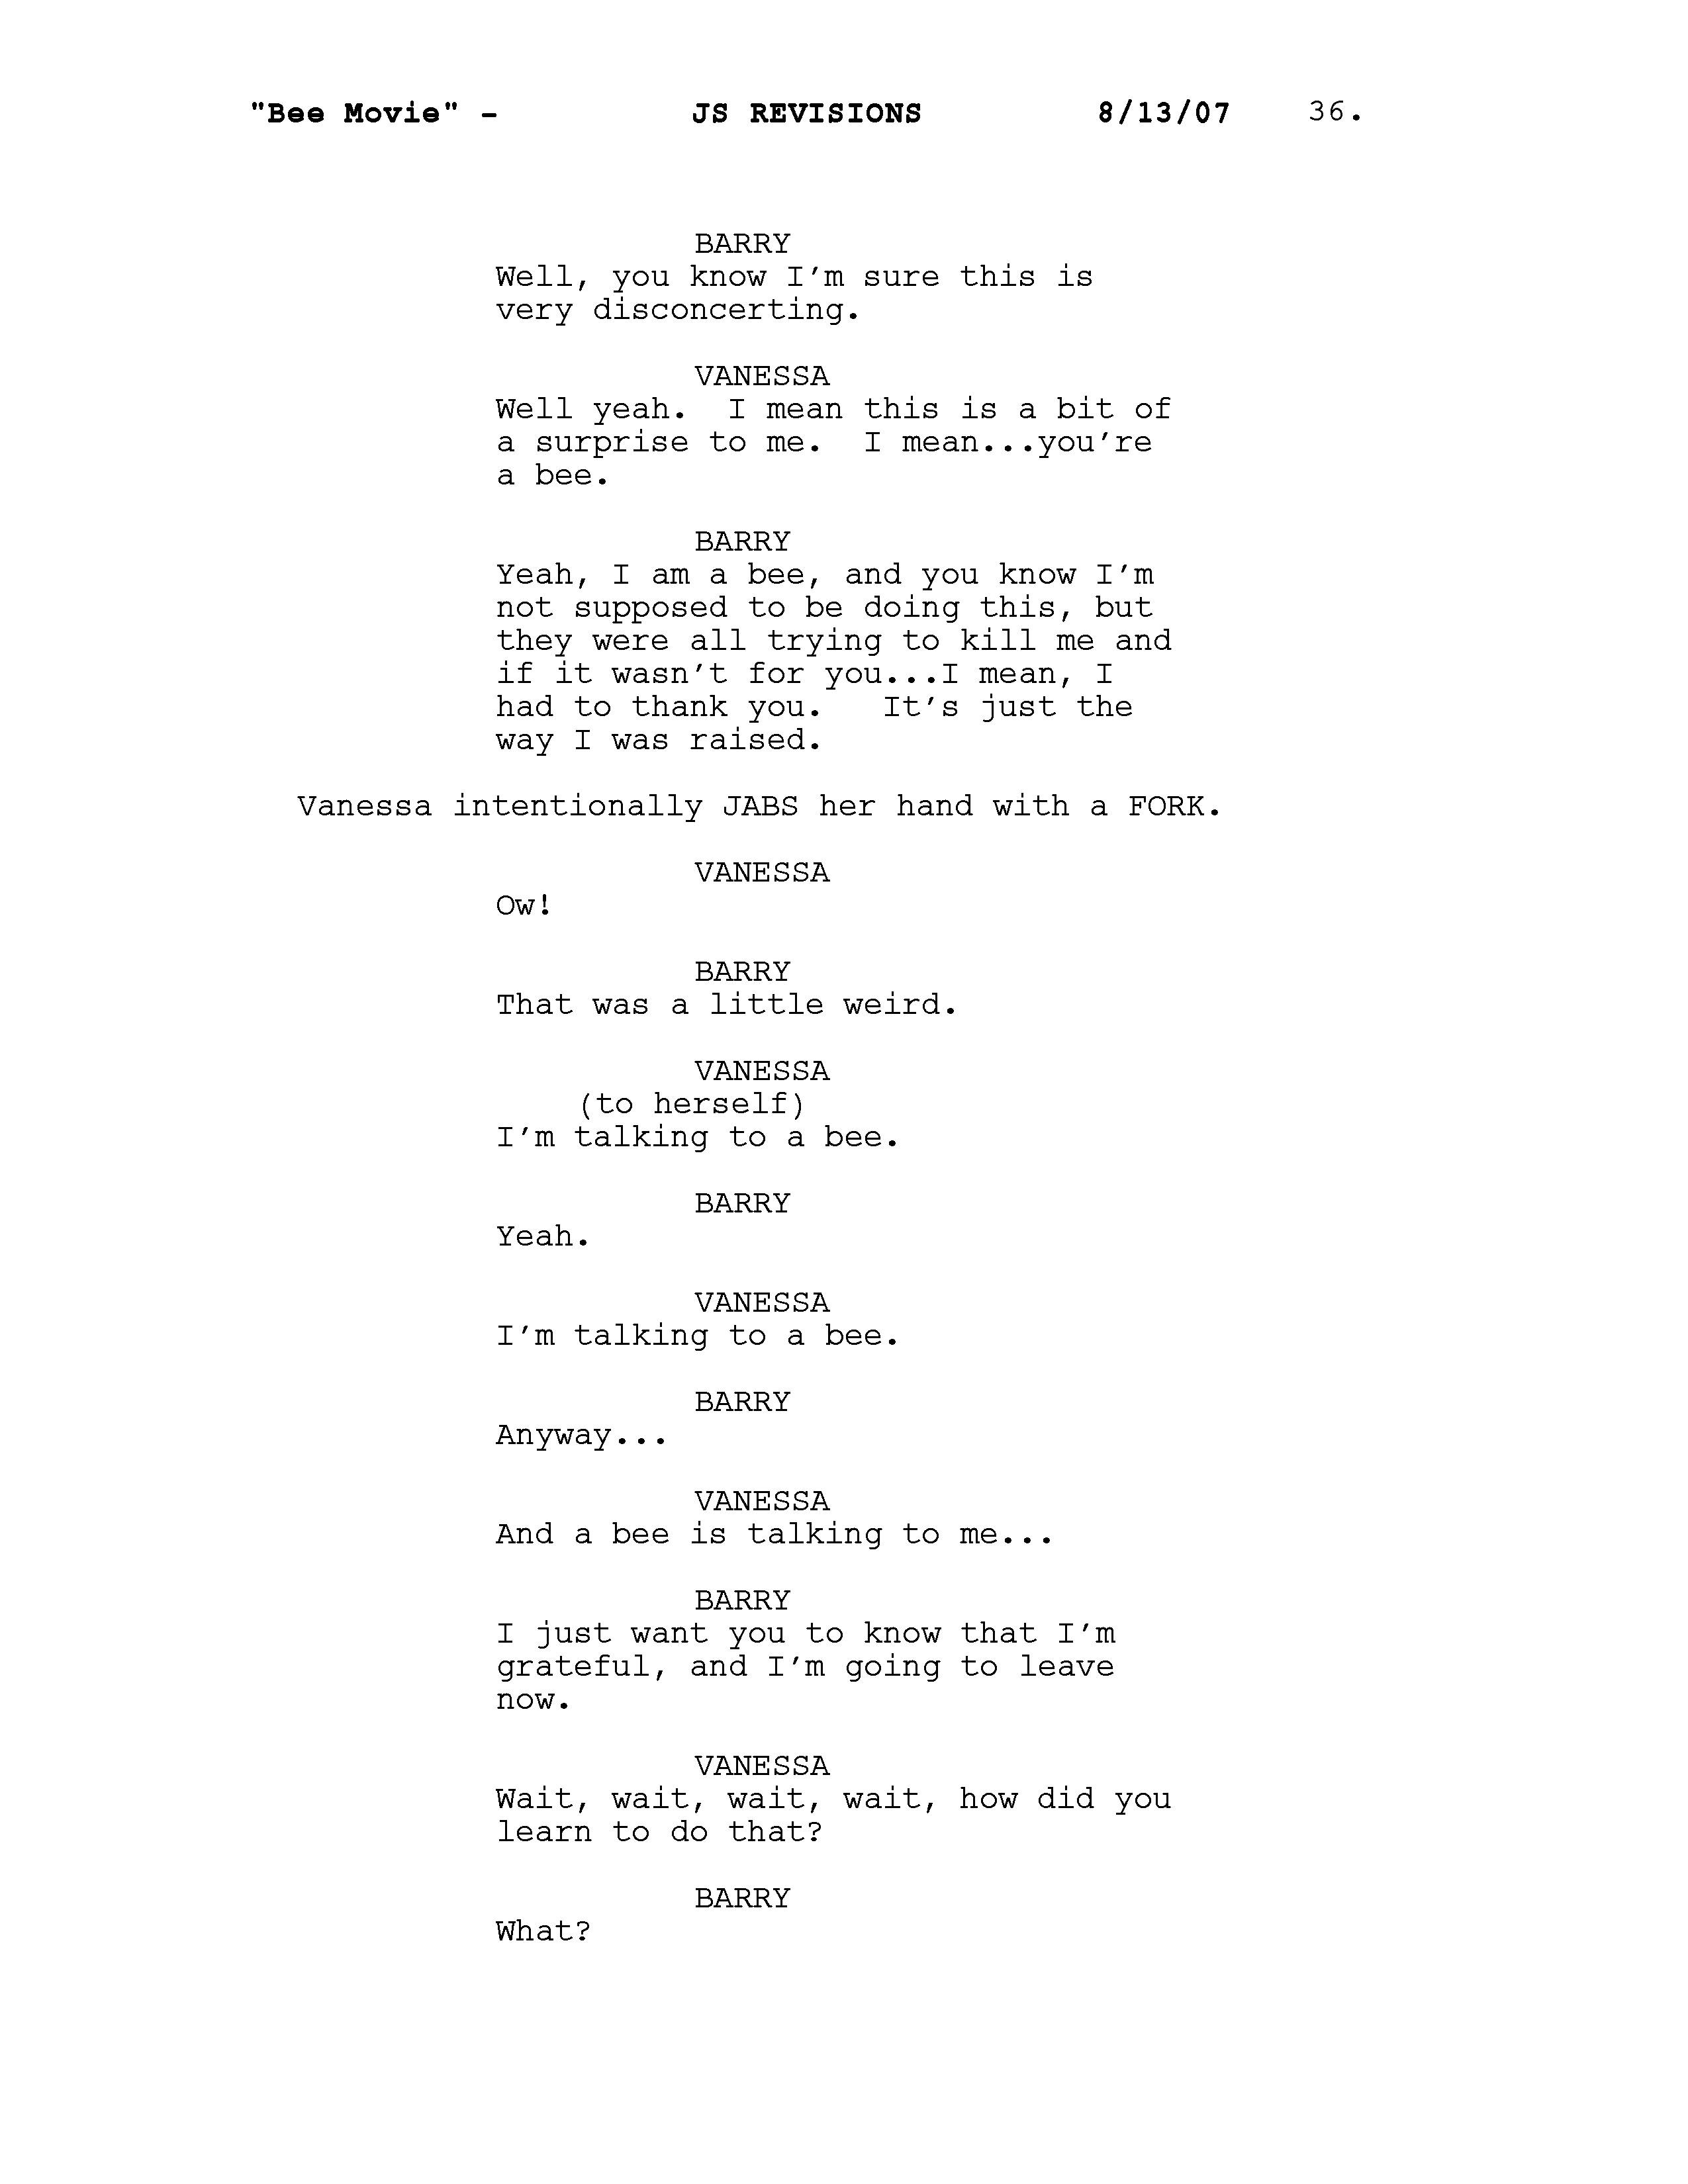 "Bee Movie" - JS REVISIONS 8/13/07 36.
BARRY
Well, you know I'm sure this is
very disconcerting.
VANESSA
Well yeah.  I mean this is a bit of
a surprise to me.  I mean...you're
a bee.
BARRY
Yeah, I am a bee, and you know I'm
not supposed to be doing this, but
they were all trying to kill me and
if it wasn't for you...I mean, I
had to thank you.   It's just the
way I was raised.
Vanessa intentionally JABS her hand with a FORK.
VANESSA
Ow!
BARRY
That was a little weird.
VANESSA
(to herself)
I'm talking to a bee.
BARRY
Yeah.
VANESSA
I'm talking to a bee.
BARRY
Anyway...
VANESSA
And a bee is talking to me...
BARRY
I just want you to know that I'm
grateful, and I'm going to leave
now.
VANESSA
Wait, wait, wait, wait, how did you
learn to do that?
BARRY
What?